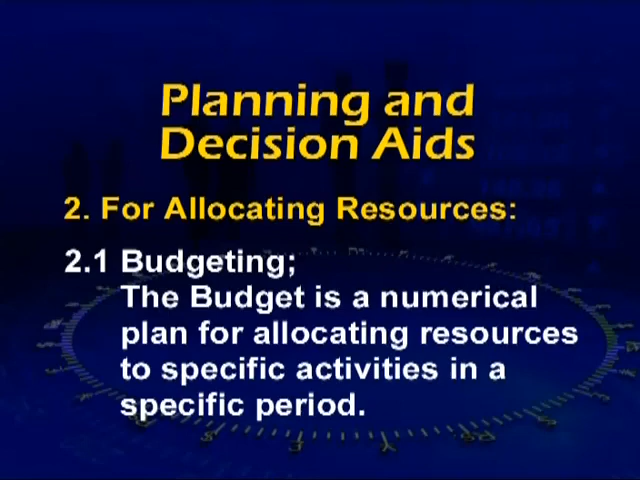 Planning and
Decision Aids
2. For Allocating Resources:
2.1 Budgeting;
The Budget is a numerical
plan for allocating resources
to specific activities in a
specific period.